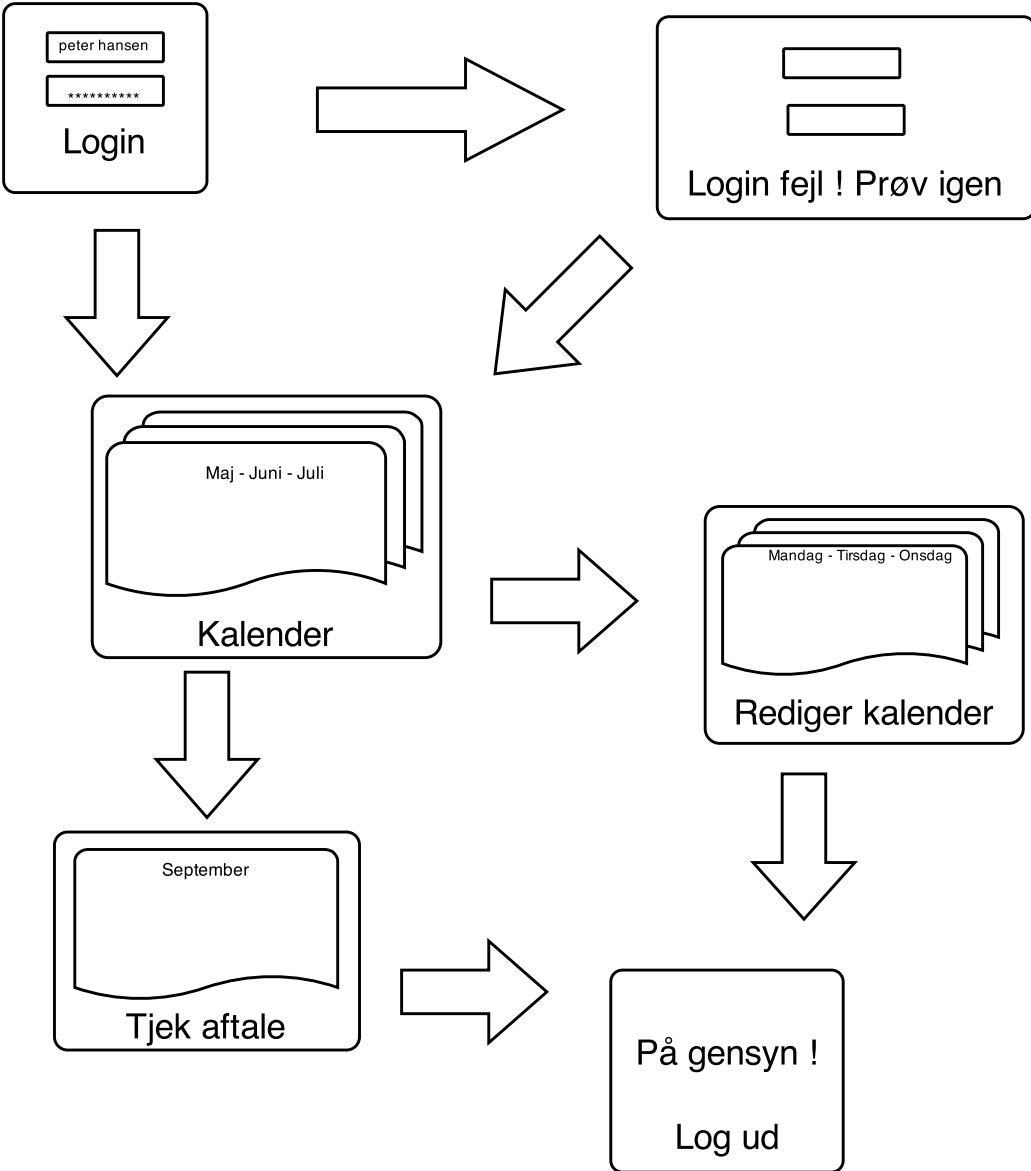 peter hansen
**********
Login
Login fejl ! Prøv igen
Maj - Juni - Juli
Kalender
Mandag - Tirsdag - Onsdag
Rediger kalender
September
Tjek aftale
På gensyn !
Log ud